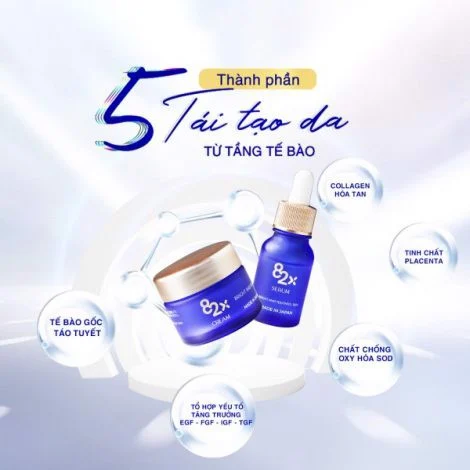 5
Thành phần
Tái tạo da
TỪ TẦNG TẾ BÀO
COLLAGEN
HÒA TAN
TINH CHẤT
PLACENTA
CHẤT CHỐNG
OXY HÓA SOD
TỔ HỢP YẾU TỐ
TĂNG TRƯỞNG
EGF - FGF - IGF - TGF
TẾ BÀO GỐC
TÁO TUYẾT
82x
CREAM
82x
SERUM
MADE IN JAPAN